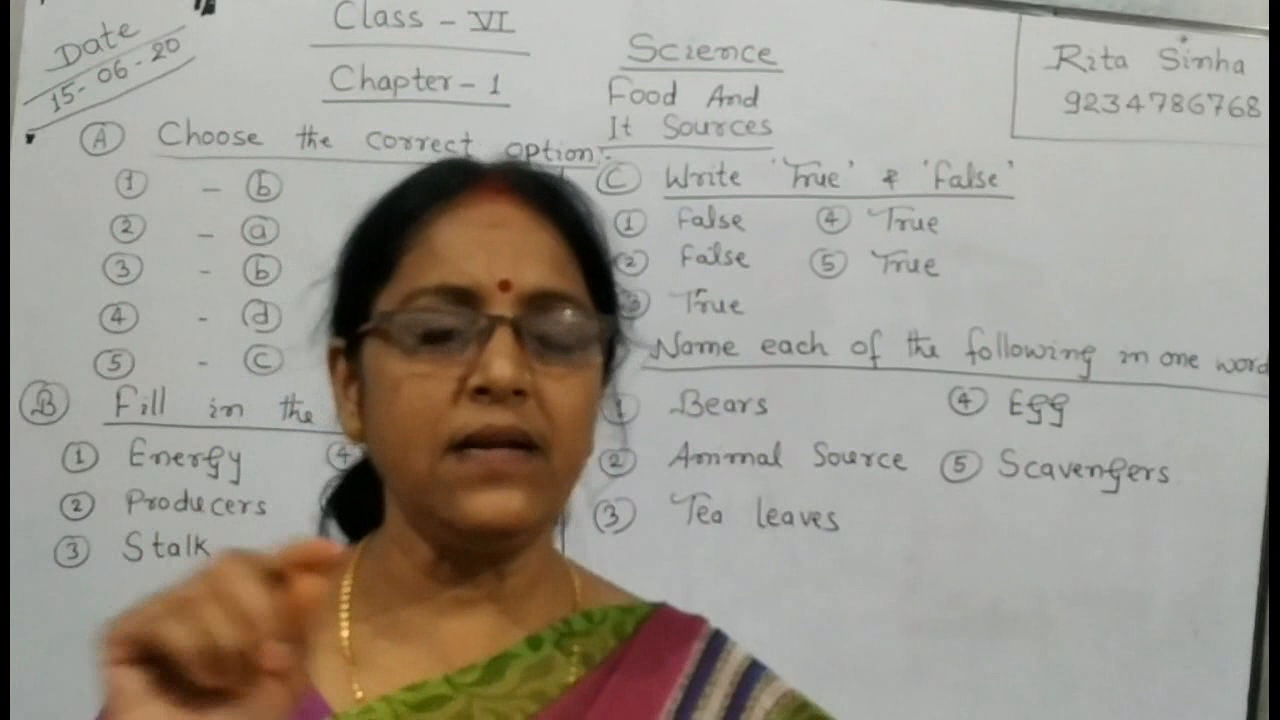 Date
15-06-20
Class - VI
Chapter - 1
Science
Food And
It Sources
Rita Sinha
9234786768
(A) Choose the correct option:
(1) - (b)
(2) - (a)
(3) - (b)
(4) - (d)
(5) - (c)
(B) Fill in the
(1) Energy (4)
(2) Producers
(3) Stalk
(C) Write 'True' & 'False'
(1) False (4) True
(2) False (5) True
(3) True
Name each of the following in one word
(1) Bears (4) Egg
(2) Animal Source (5) Scavengers
(3) Tea leaves